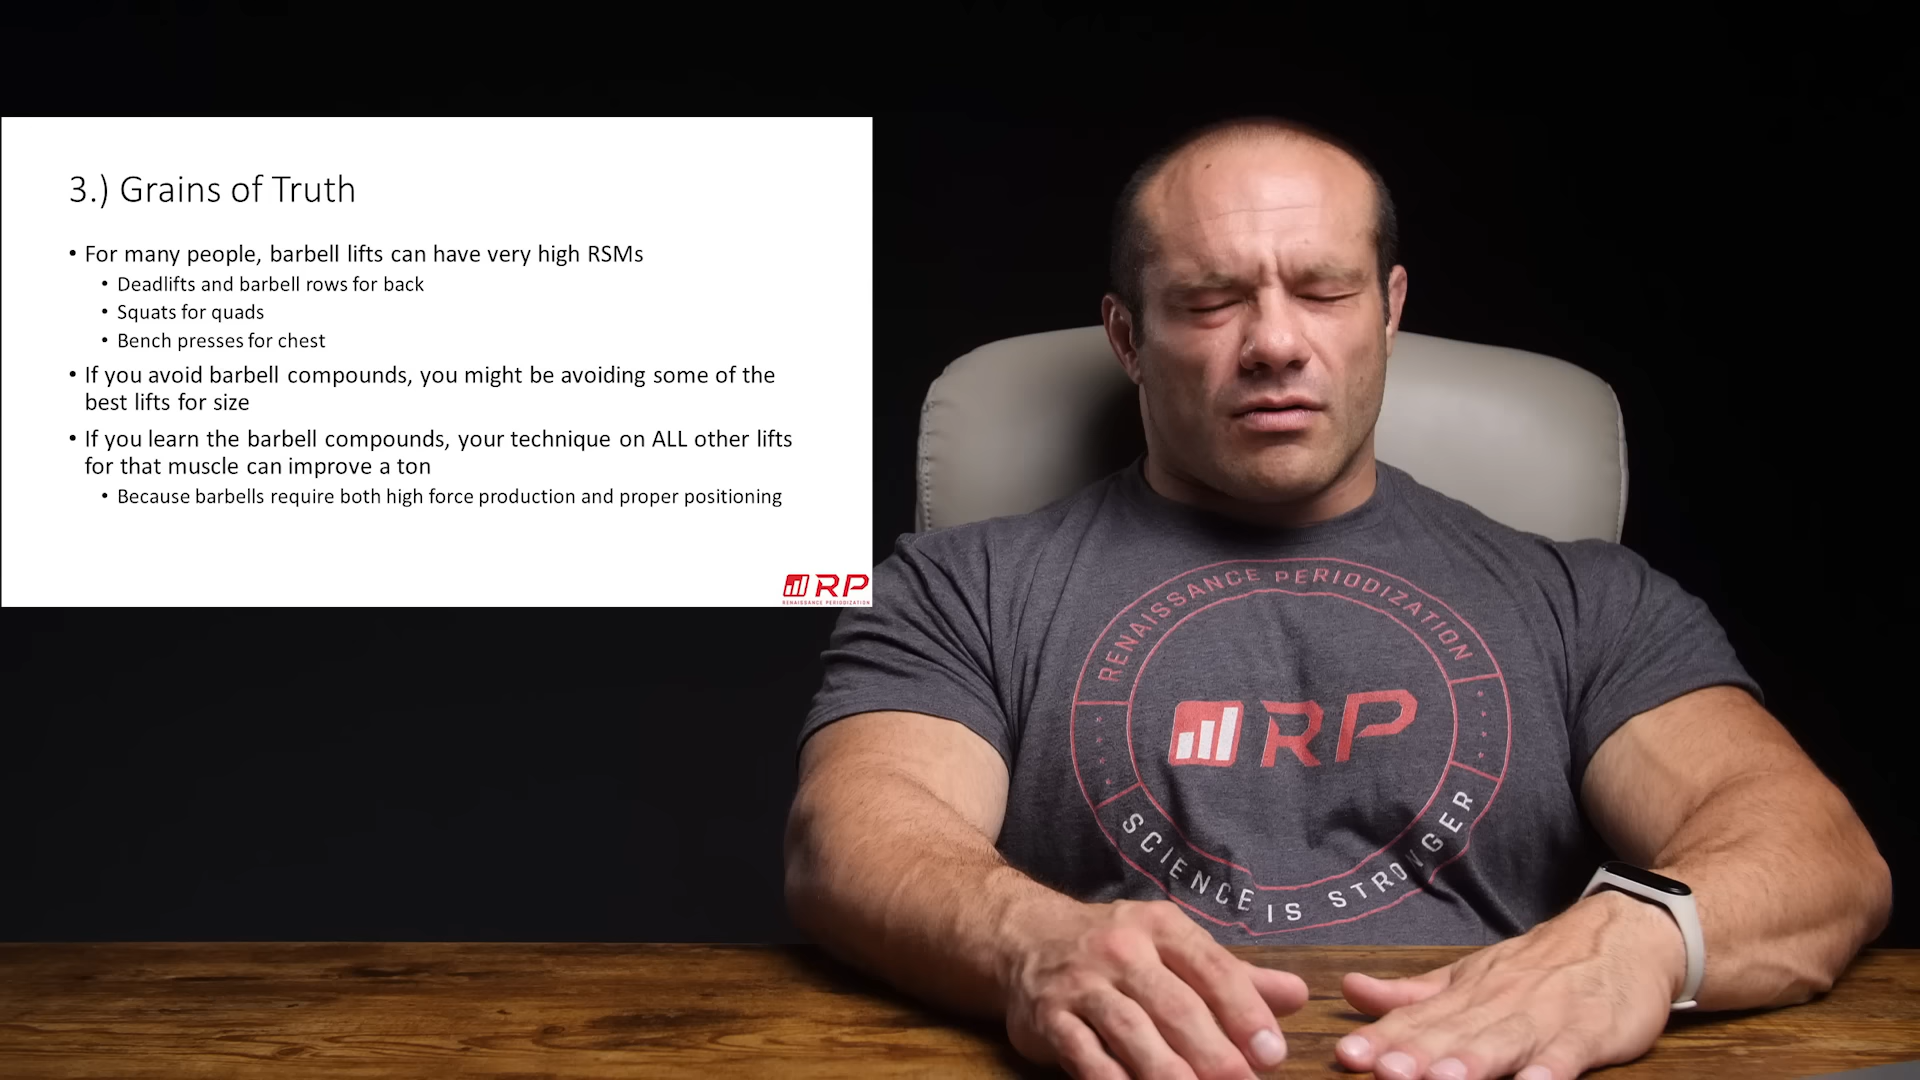 3.) Grains of Truth
• For many people, barbell lifts can have very high RSMs
• Deadlifts and barbell rows for back
• Squats for quads
• Bench presses for chest
• If you avoid barbell compounds, you might be avoiding some of the
best lifts for size
• If you learn the barbell compounds, your technique on ALL other lifts
for that muscle can improve a ton
• Because barbells require both high force production and proper positioning
RP
RENAISSANCE PERIODIZATION
RENAISSANCE PERIODIZATION
RP
SCIENCE IS STRONGER